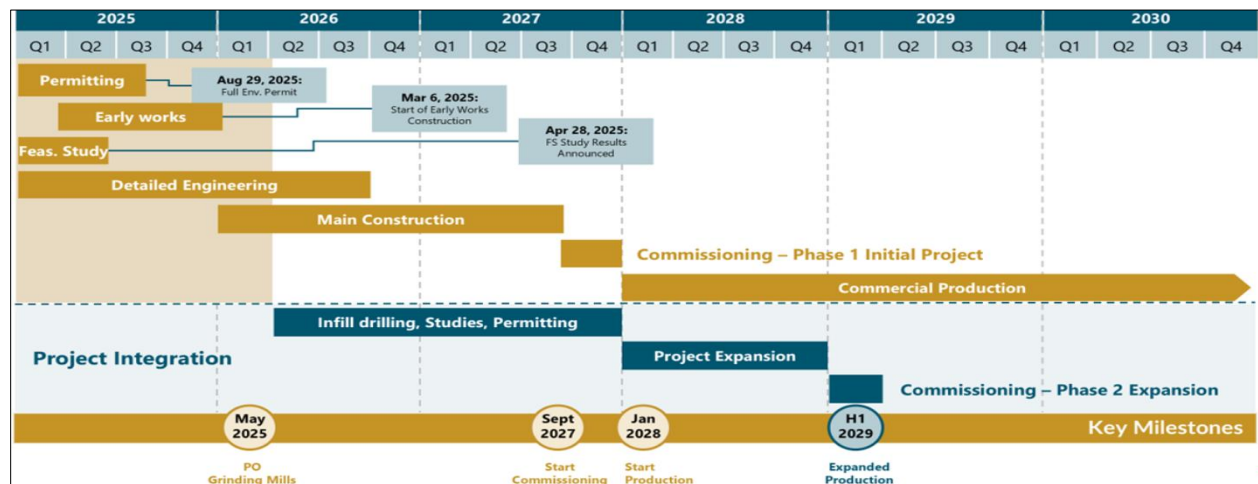 2025 2026 2027 2028 2029 2030
Q1 Q2 Q3 Q4 Q1 Q2 Q3 Q4 Q1 Q2 Q3 Q4 Q1 Q2 Q3 Q4 Q1 Q2 Q3 Q4 Q1 Q2 Q3 Q4
Permitting
Aug 29, 2025:
Full Env. Permit
Early works
Mar 6, 2025:
Start of Early Works
Construction
Feas. Study
Apr 28, 2025:
FS Study Results
Announced
Detailed Engineering
Main Construction
Commissioning – Phase 1 Initial Project
Commercial Production
Infill drilling, Studies, Permitting
Project Integration
Project Expansion
Commissioning – Phase 2 Expansion
May
2025
Sept
2027
Jan
2028
H1
2029
Key Milestones
PO
Grinding Mills
Start
Commissioning
Start
Production
Expanded
Production